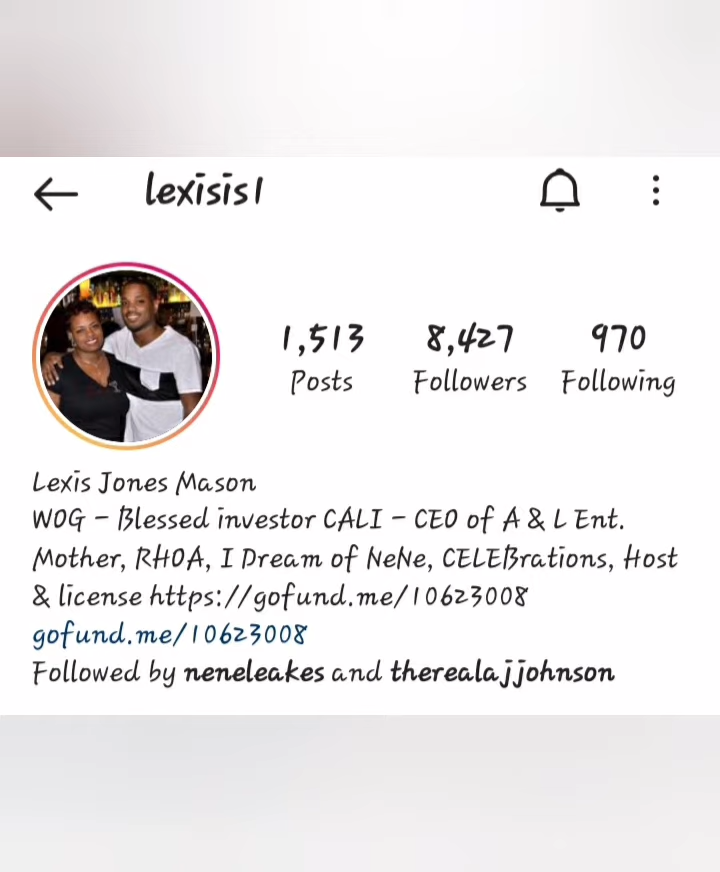 lexisis1
1,513 8,427 970
Posts Followers Following
Lexis Jones Mason
WOG - Blessed investor CALI - CEO of A & L Ent.
Mother, RHOA, I Dream of NeNe, CELEBrations, Host
& license https://gofund.me/10623008
gofund.me/10623008
Followed by neneleakes and therealajjohnson